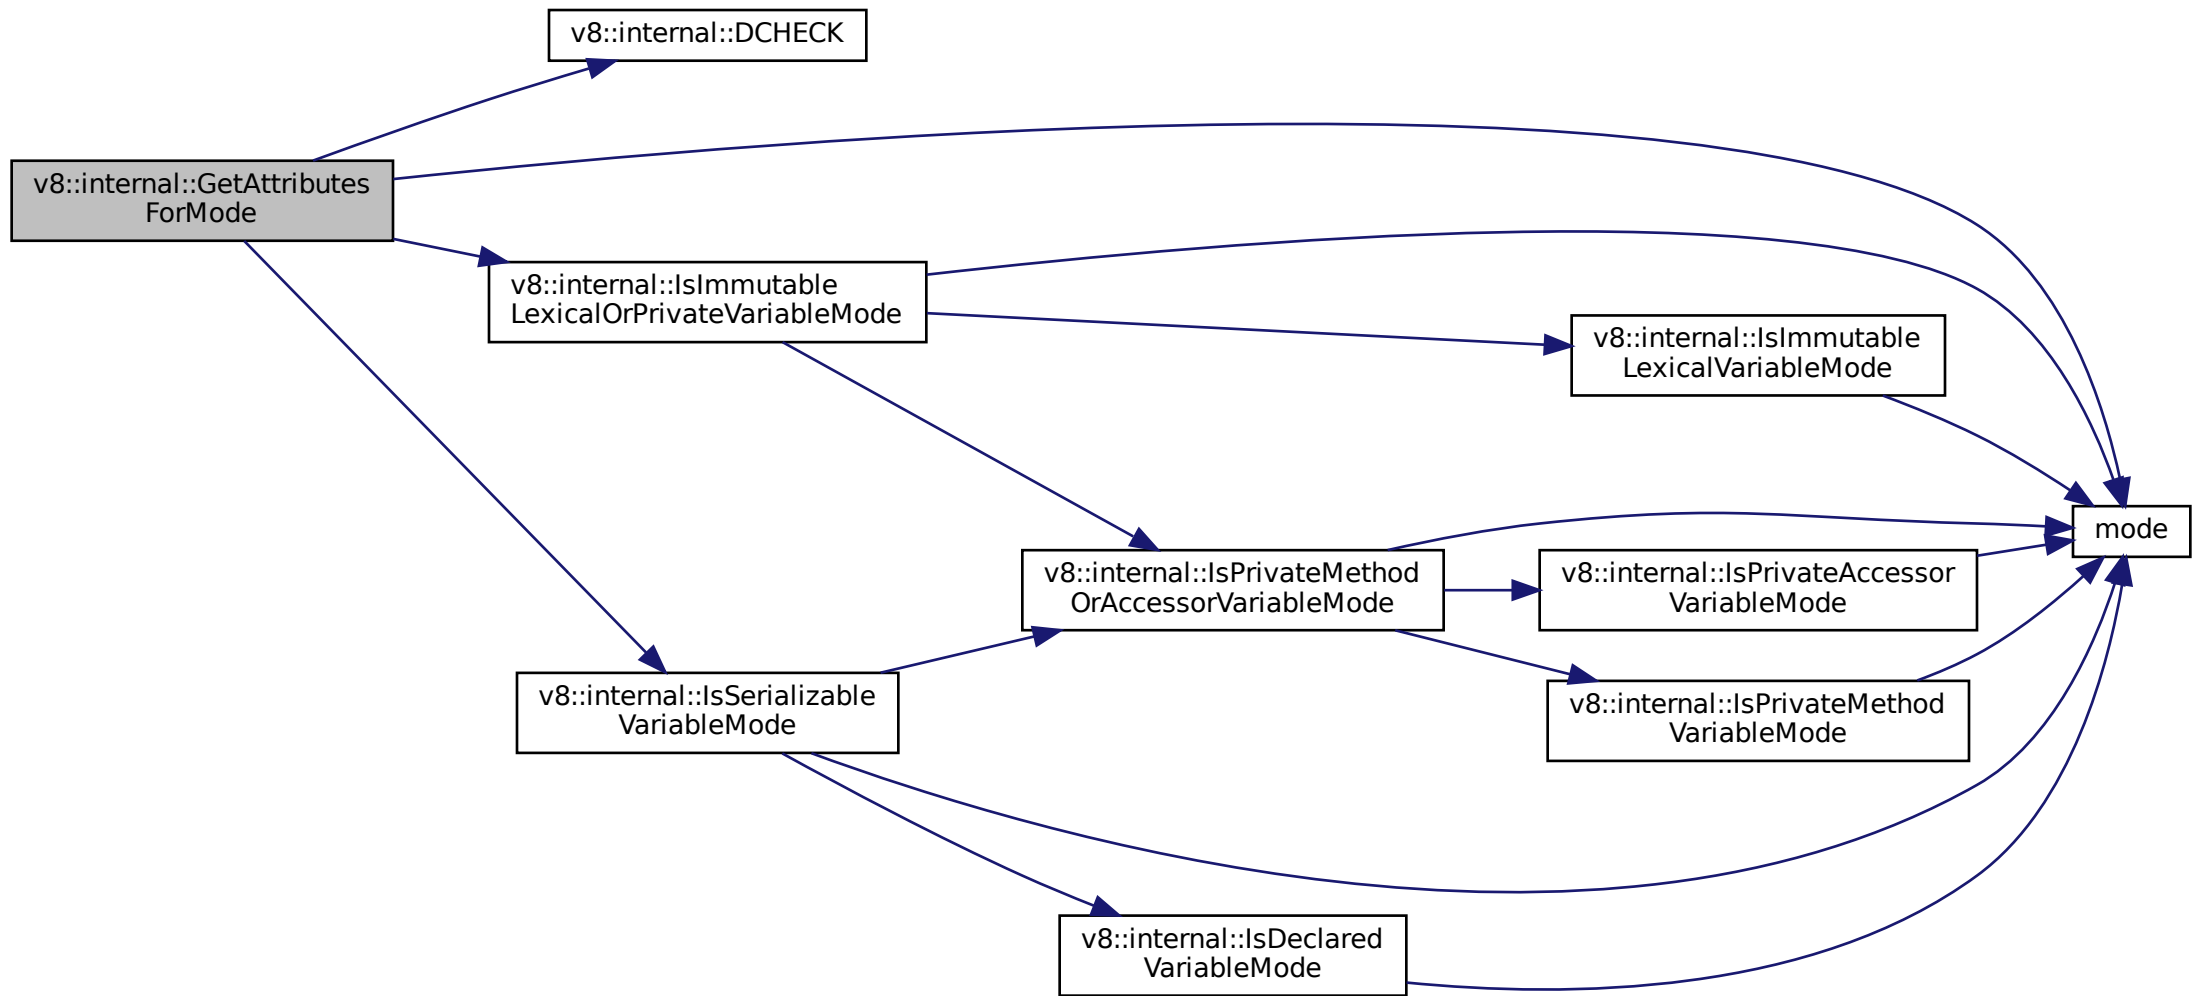 v8::internal::DCHECK
v8::internal::GetAttributes
ForMode
v8::internal::IsImmutable
LexicalOrPrivateVariableMode
v8::internal::IsImmutable
LexicalVariableMode
mode
v8::internal::IsPrivateMethod
OrAccessorVariableMode
v8::internal::IsPrivateAccessor
VariableMode
v8::internal::IsSerializable
VariableMode
v8::internal::IsPrivateMethod
VariableMode
v8::internal::IsDeclared
VariableMode